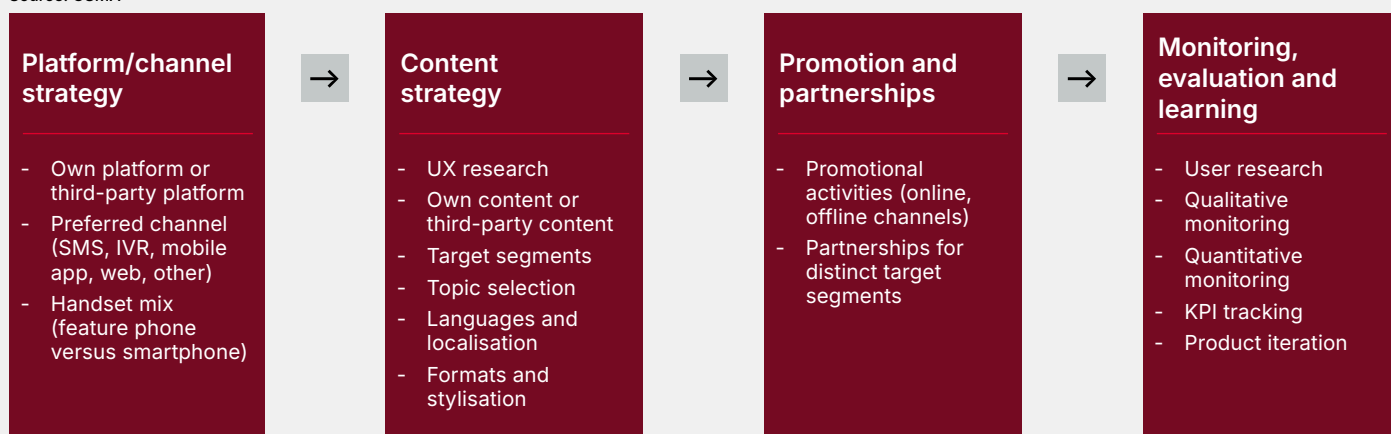 Platform/channel
strategy
- Own platform or
third-party platform
- Preferred channel
(SMS, IVR, mobile
app, web, other)
- Handset mix
(feature phone
versus smartphone)
→
Content
strategy
- UX research
- Own content or
third-party content
- Target segments
- Topic selection
- Languages and
localisation
- Formats and
stylisation
→
Promotion and
partnerships
- Promotional
activities (online,
offline channels)
- Partnerships for
distinct target
segments
→
Monitoring,
evaluation and
learning
- User research
- Qualitative
monitoring
- Quantitative
monitoring
- KPI tracking
- Product iteration